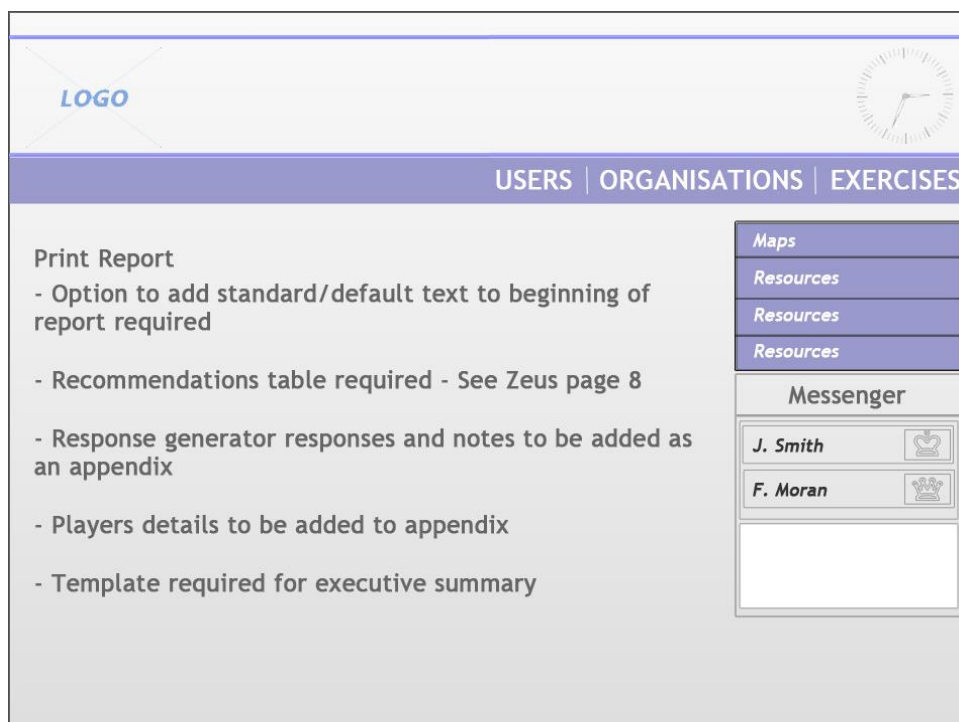 LOGO
USERS | ORGANISATIONS | EXERCISES
Print Report
- Option to add standard/default text to beginning of
report required
- Recommendations table required - See Zeus page 8
- Response generator responses and notes to be added as
an appendix
- Players details to be added to appendix
- Template required for executive summary
Maps
Resources
Resources
Resources
Messenger
J. Smith
F. Moran